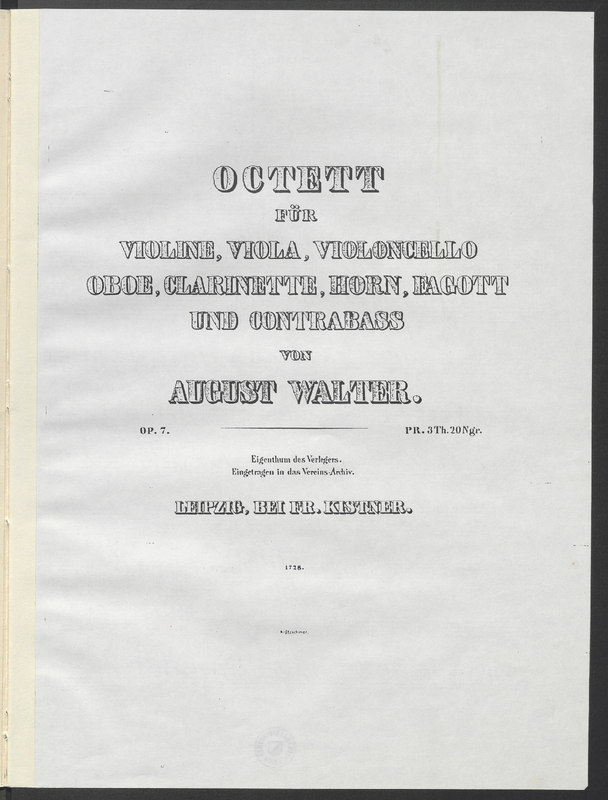 OCTETT
FÜR
VIOLINE, VIOLA, VIOLONCELLO
OBOE, CLARINETTE, HORN, FAGOTT
UND CONTRABASS
VON
AUGUST WALTER.
OP. 7. PR. 3 Th. 20 Ngr.
Eigenthum des Verlegers.
Eingetragen in das Vereins-Archiv.
LEIPZIG, BEI FR. KISTNER.
1728.